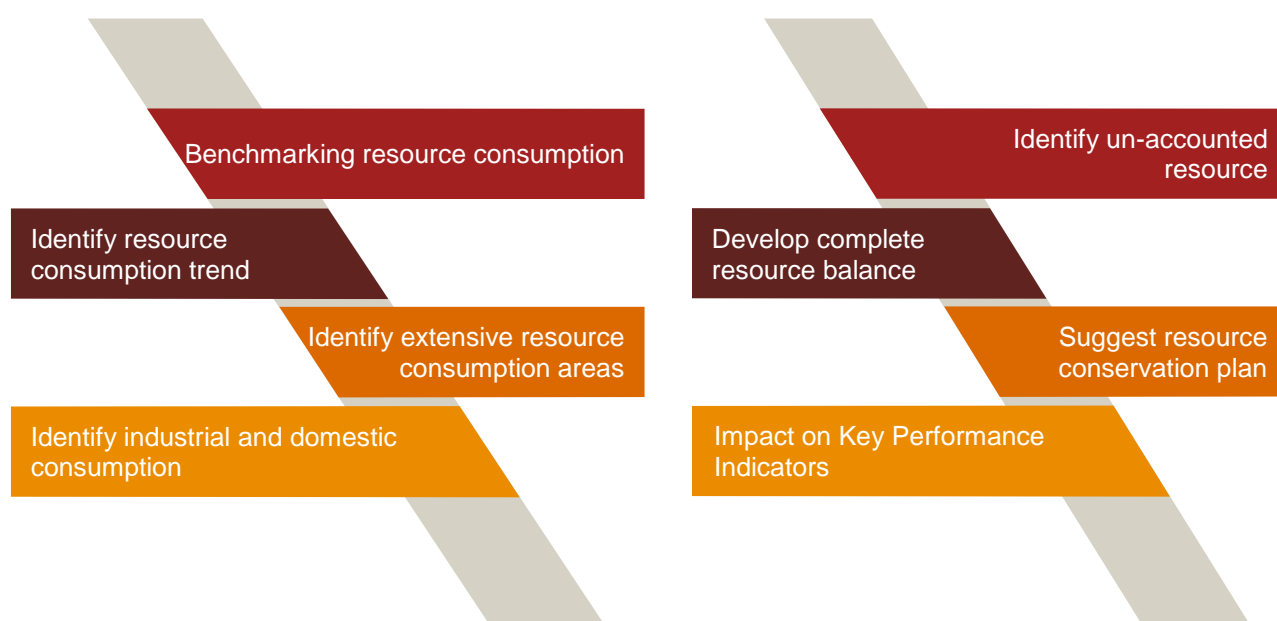 Benchmarking resource consumption
Identify resource
consumption trend
Identify extensive resource
consumption areas
Identify industrial and domestic
consumption
Identify un-accounted
resource
Develop complete
resource balance
Suggest resource
conservation plan
Impact on Key Performance
Indicators